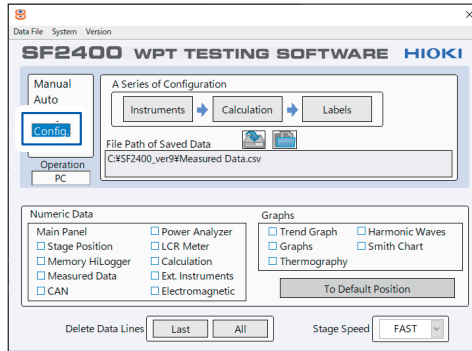 Data File System Version
SF2400 WPT TESTING SOFTWARE HIOKI
Manual
Auto
Config.
Operation
PC
A Series of Configuration
Instruments Calculation Labels
File Path of Saved Data
C:¥SF2400_ver9¥Measured Data.csv
Numeric Data
Main Panel
Stage Position
Memory HiLogger
Measured Data
CAN
Power Analyzer
LCR Meter
Calculation
Ext. Instruments
Electromagnetic
Graphs
Trend Graph
Graphs
Thermography
Harmonic Waves
Smith Chart
To Default Position
Delete Data Lines Last All
Stage Speed FAST